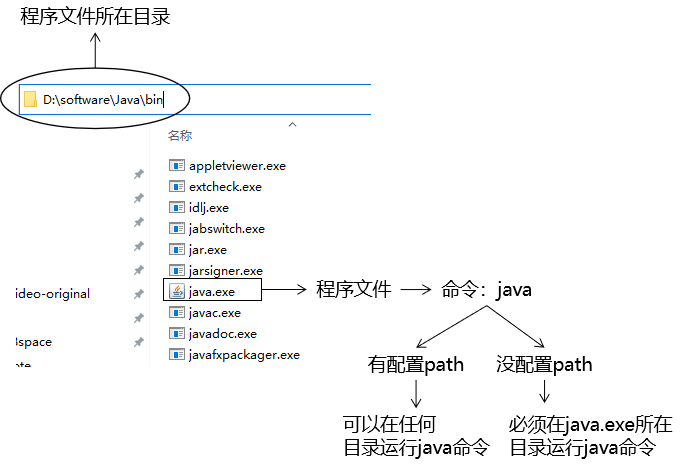 程序文件所在目录
D:\software\Java\bin
名称
appletviewer.exe
extcheck.exe
idlj.exe
jabswitch.exe
jar.exe
jarsigner.exe
ideo-original
java.exe
程序文件
命令：java
javac.exe
javadoc.exe
3space
javafxpackager.exe
有配置path
没配置path
可以在任何
目录运行java命令
必须在java.exe所在
目录运行java命令